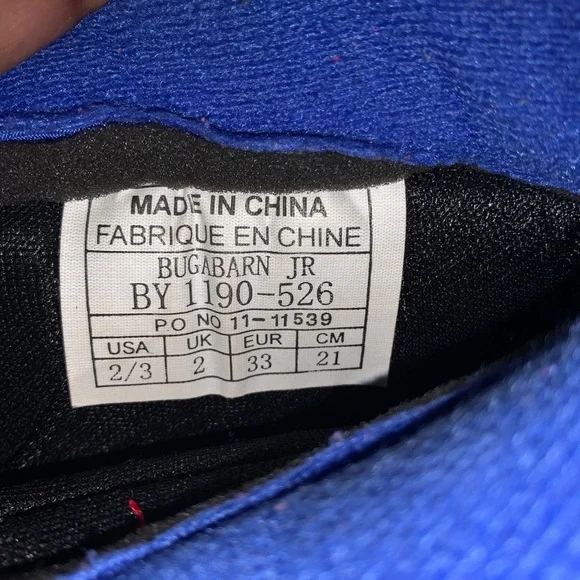 MADE IN CHINA
FABRIQUE EN CHINE
BUGABARN JR
BY 1190-526
P.O NO 11-11539
USA UK EUR CM
2/3 2 33 21